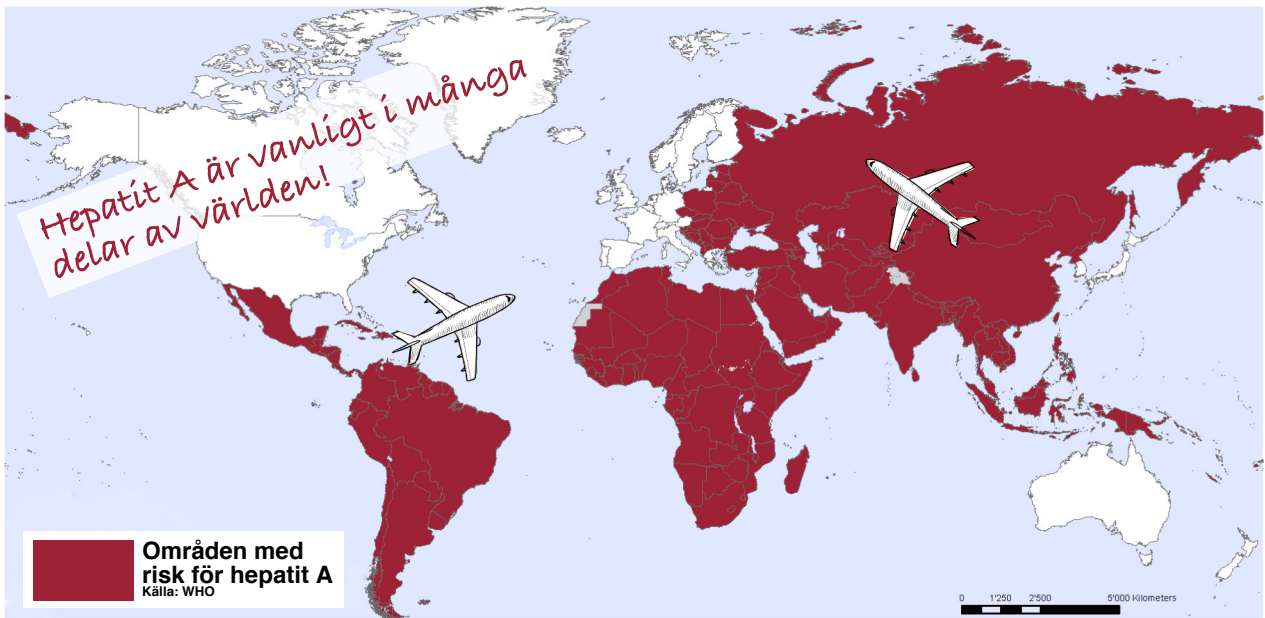 Hepatit A är vanligt i många
delar av världen!
Områden med
risk för hepatit A
Källa: WHO
0 1'250 2'500 5'000 Kilometers